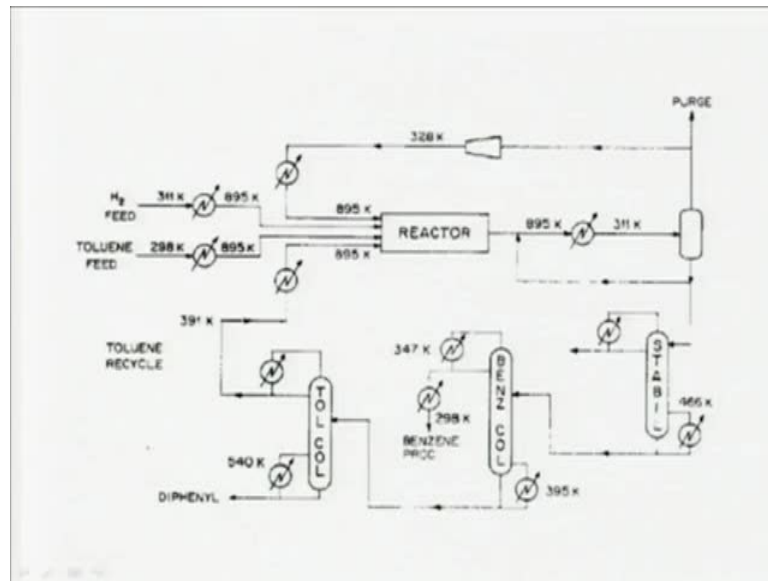 PURGE
328 K
H2
FEED
311 K
895 K
895 K
TOLUENE
FEED
298 K
895 K
895 K
REACTOR
895 K
311 K
391 K
TOLUENE
RECYCLE
347 K
BENZ COL
298 K
BENZENE
PROC
STABIL
466 K
TOL COL
540 K
395 K
DIPHENYL